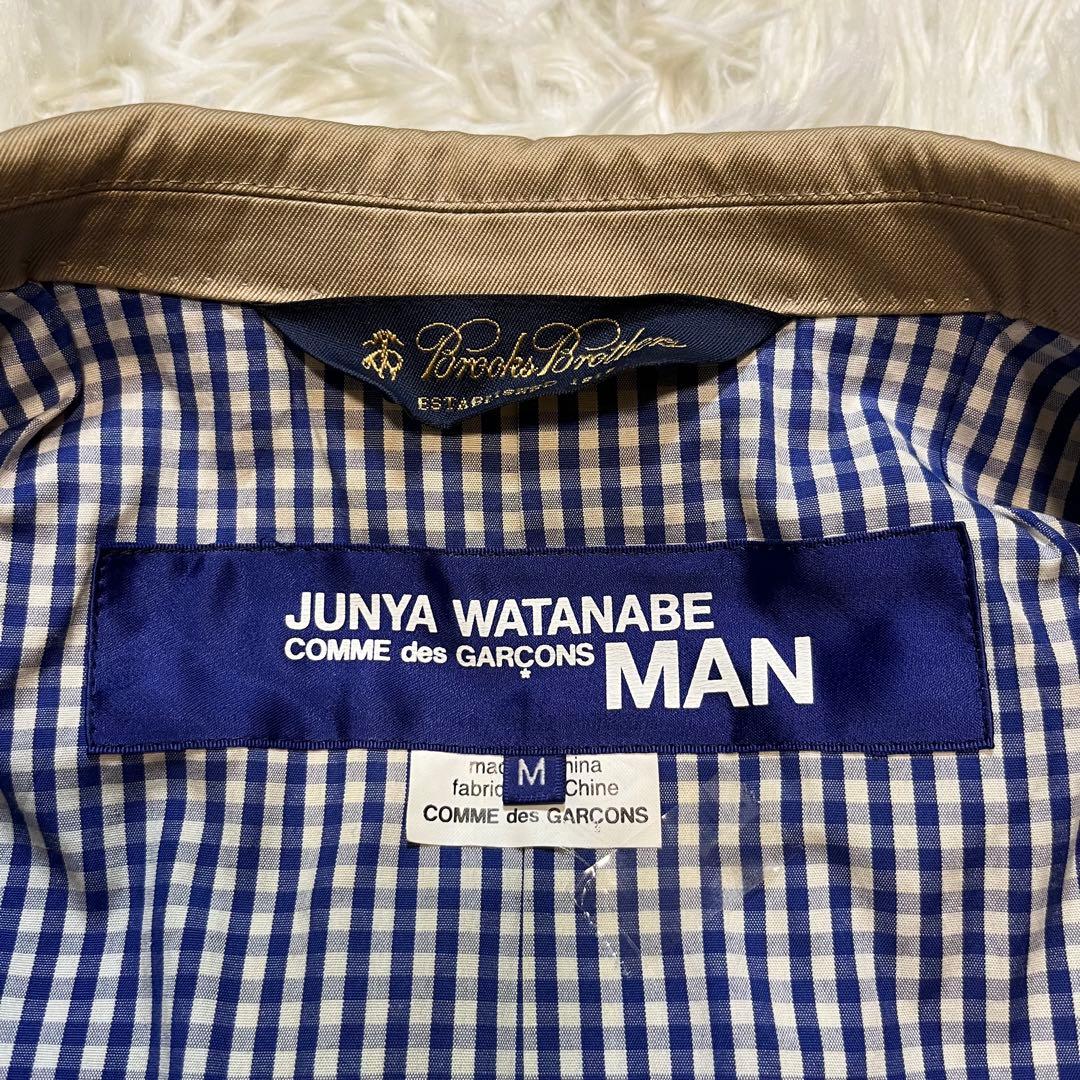 Brooks Brothers
JUNYA WATANABE
COMME des GARÇONS MAN
M
COMME des GARÇONS